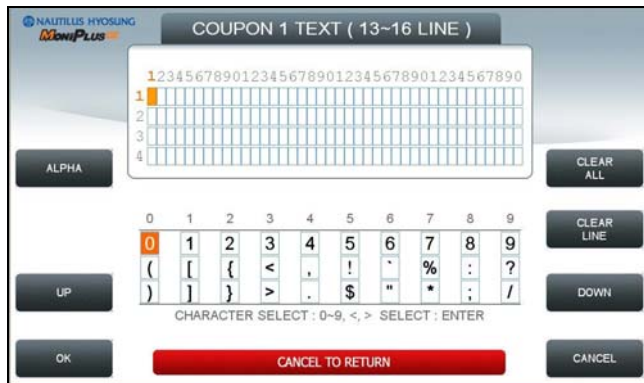 NAUTILUS HYOSUNG
MoniPlus
COUPON 1 TEXT ( 13~16 LINE )
1234567890123456789012345678901234567890
1
2
3
4
ALPHA
CLEAR ALL
0 1 2 3 4 5 6 7 8 9
0 1 2 3 4 5 6 7 8 9
( [ { < , ! ` % : ?
) ] } > . $ " * ; /
CLEAR LINE
UP
DOWN
CHARACTER SELECT : 0~9, <, > SELECT : ENTER
OK
CANCEL TO RETURN
CANCEL